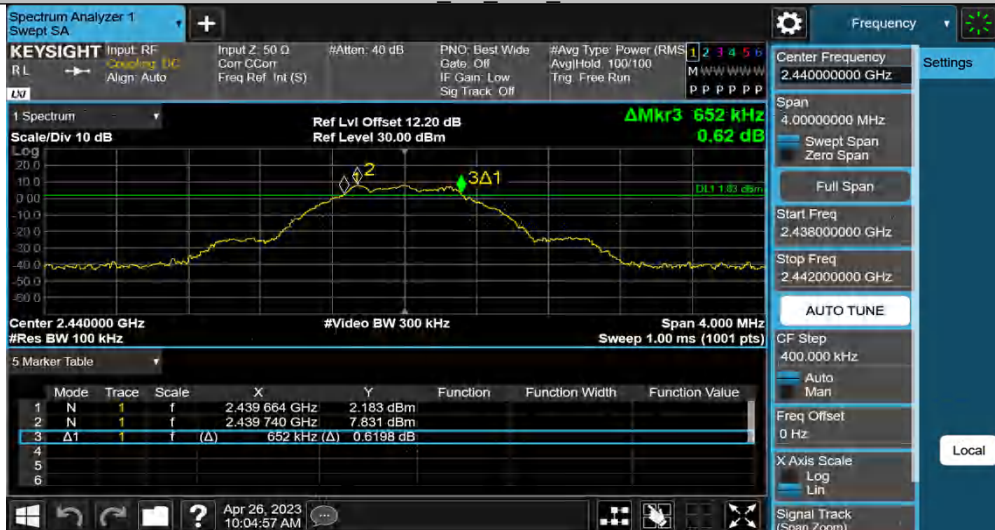 Spectrum Analyzer 1
Swept SA
Frequency
KEYSIGHT
RL
LXI
Input: RF
Coupling: DC
Align: Auto
Input Z: 50 Ω
Corr CCorr
Freq Ref: Int (S)
#Atten: 40 dB
PNO: Best Wide
Gate: Off
IF Gain: Low
Sig Track: Off
#Avg Type: Power (RMS
Avg|Hold: 100/100
Trig: Free Run
1 2 3 4 5 6
M W W W W W
P P P P P P
1 Spectrum
Scale/Div 10 dB
Log
Ref Lvl Offset 12.20 dB
Ref Level 30.00 dBm
ΔMkr3 652 kHz
0.62 dB
20.0
10.0
0.00
-10.0
-20.0
-30.0
-40.0
-50.0
-60.0
2
3Δ1
DL1 1.83 dBm
Center 2.440000 GHz
#Res BW 100 kHz
#Video BW 300 kHz
Span 4.000 MHz
Sweep 1.00 ms (1001 pts)
5 Marker Table
Mode Trace Scale X Y Function Function Width Function Value
1 N 1 f 2.439 664 GHz 2.183 dBm
2 N 1 f 2.439 740 GHz 7.831 dBm
3 Δ1 1 f (Δ) 652 kHz (Δ) 0.6198 dB
4
5
6
?
Apr 26, 2023
10:04:57 AM
Center Frequency
2.440000000 GHz
Span
4.00000000 MHz
Swept Span
Zero Span
Full Span
Start Freq
2.438000000 GHz
Stop Freq
2.442000000 GHz
AUTO TUNE
CF Step
400.000 kHz
Auto
Man
Freq Offset
0 Hz
X Axis Scale
Log
Lin
Signal Track
(Span Zoom)
Settings
Local